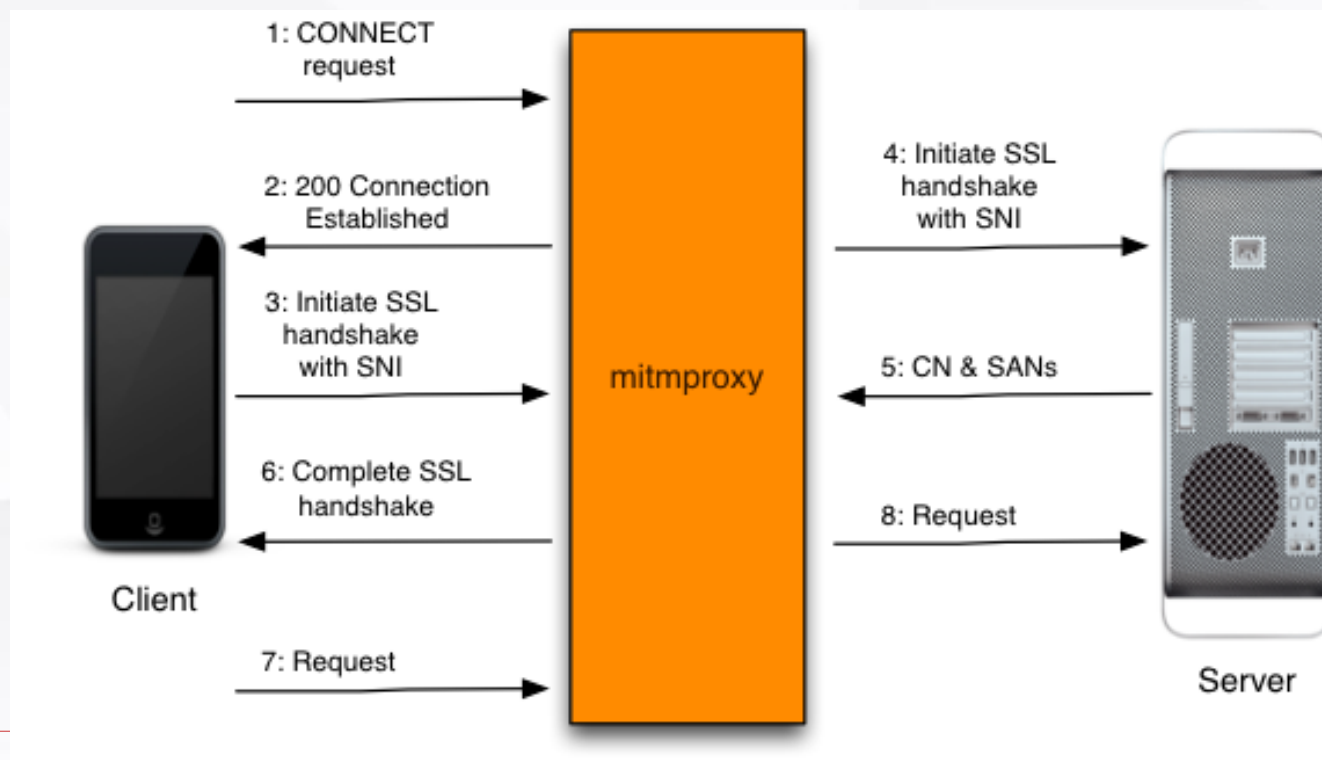 1: CONNECT
request
2: 200 Connection
Established
3: Initiate SSL
handshake
with SNI
4: Initiate SSL
handshake
with SNI
5: CN & SANs
6: Complete SSL
handshake
7: Request
8: Request
mitmproxy
Client
Server